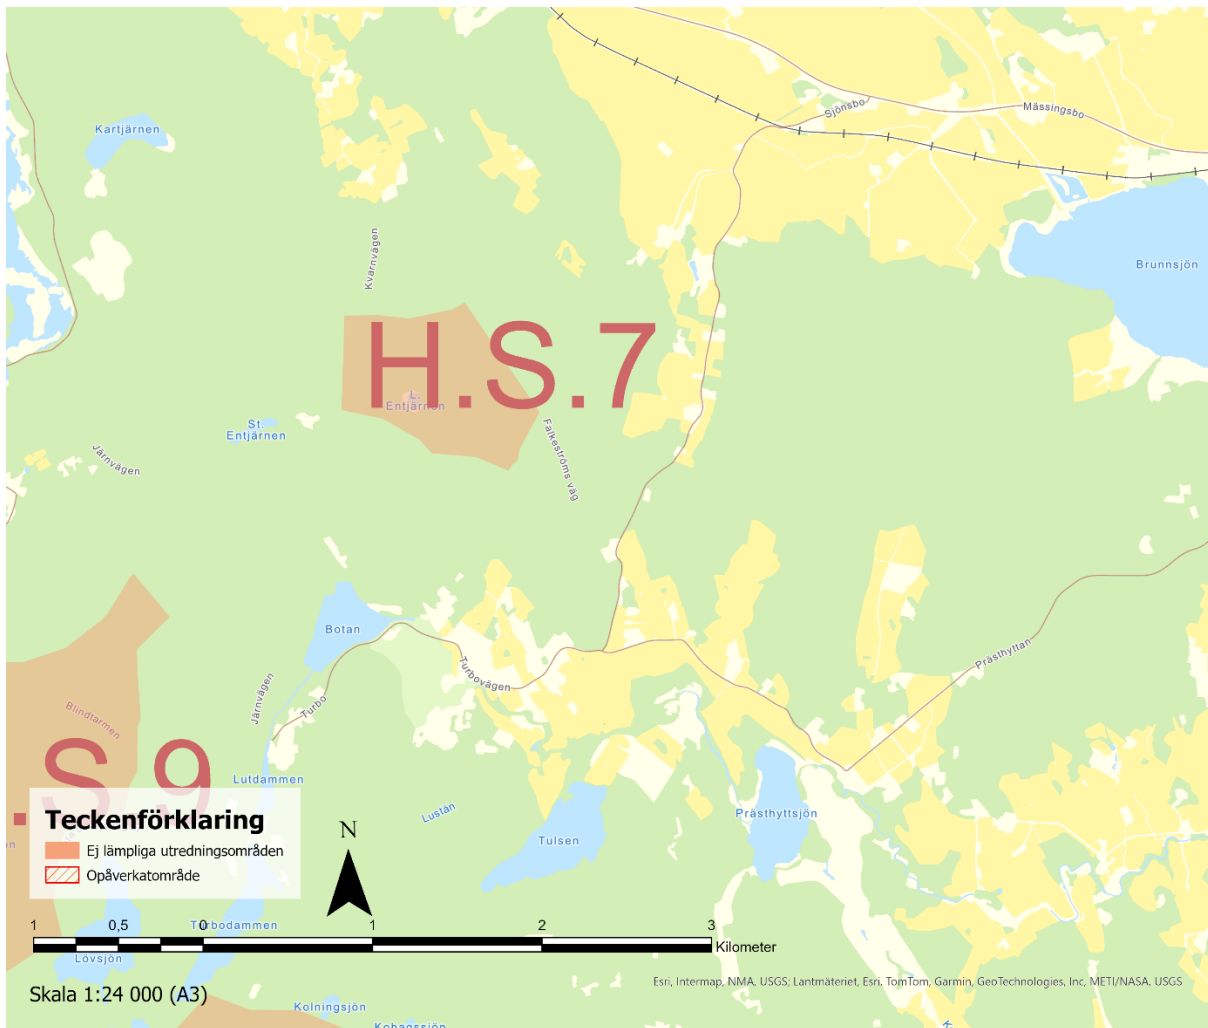 Sjönsbo
Mässingsbo
Kartjärnen
Kvarnvägen
Brunnsjön
H.S.7
L.
Entjärnen
St.
Entjärnen
Falkeströms väg
Järnvägen
Botan
Turbovägen
Prästhyttan
Järnvägen
Turbo
Blindtarmen
.S.9
Lutdammen
Lustån
Prästhyttsjön
Tulsen
Teckenförklaring
Ej lämpliga utredningsområden
Opåverkatområde
N
Turbodammen
1 0,5 0 1 2 3
Kilometer
Lövsjön
Esri, Intermap, NMA, USGS; Lantmäteriet, Esri, TomTom, Garmin, GeoTechnologies, Inc, METI/NASA, USGS
Skala 1:24 000 (A3)
Kolningsjön
Kobagssjön